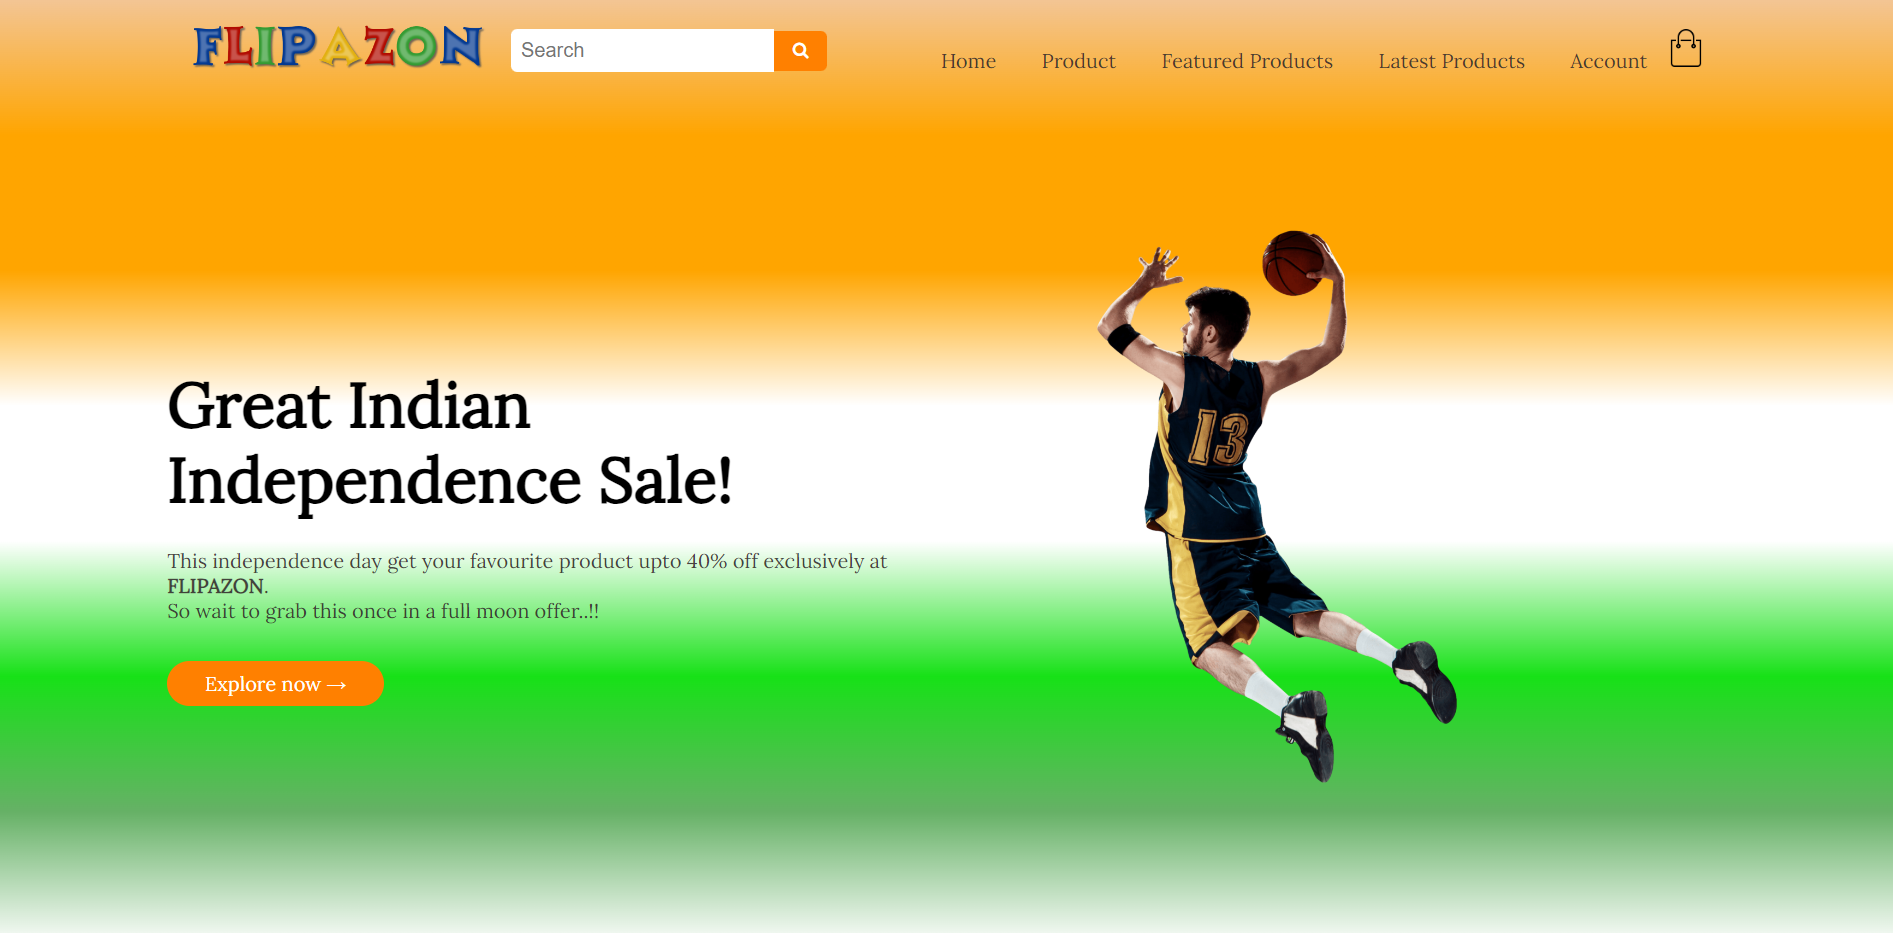 FLIPAZON
Search
Home Product Featured Products Latest Products Account
Great Indian
Independence Sale!
13
This independence day get your favourite product upto 40% off exclusively at
FLIPAZON.
So wait to grab this once in a full moon offer..!!
Explore now →